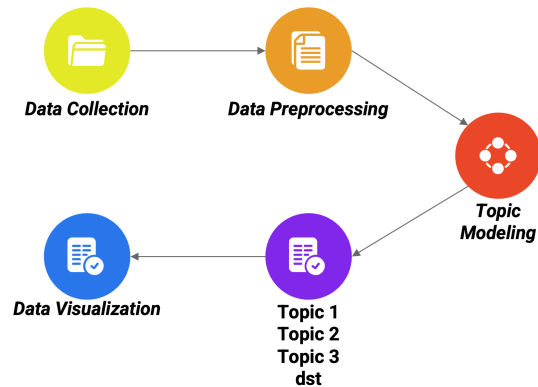 Data Collection
Data Preprocessing
Topic
Modeling
Topic 1
Topic 2
Topic 3
dst
Data Visualization